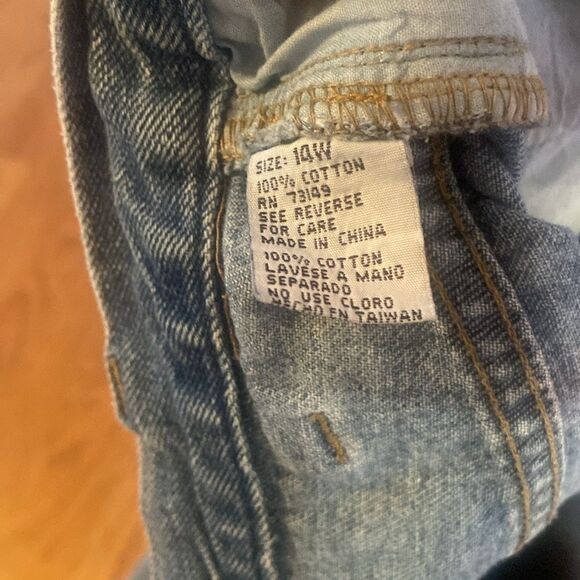 SIZE: 14W
100% COTTON
RN 73149
SEE REVERSE
FOR CARE
MADE IN CHINA
100% COTTON
LAVESE A MANO
SEPARADO
NO USE CLORO
HECHO EN TAIWAN